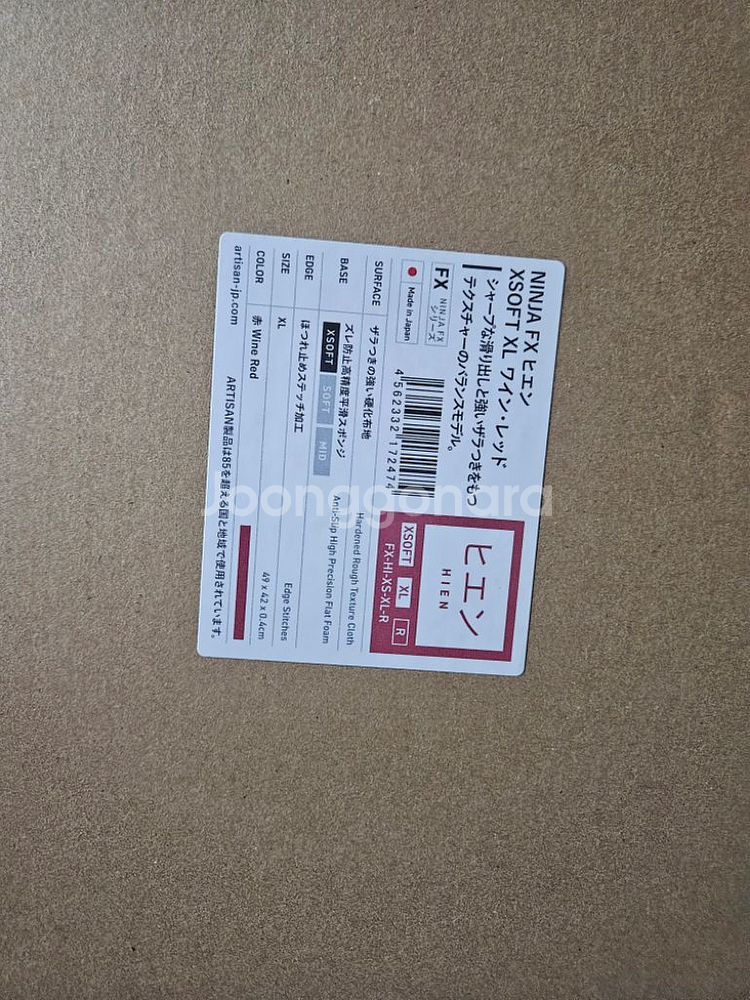 NINJA FX ヒエン
XSOFT XL ワイン・レッド
シャープな滑り出しと強いザラつきをもつ
テクスチャーのバランスモデル。
FX NINJA FX シリーズ
Made in Japan
4 562332 172474
ヒエン
HIEN
XSOFT XL R
FX-HI-XS-XL-R
SURFACE ザラつきの強い硬化布地 Hardened Rough Texture Cloth
BASE ズレ防止高精度平滑スポンジ
XSOFT SOFT MID Anti-Slip High Precision Flat Foam
EDGE ほつれ止めステッチ加工 Edge Stitches
SIZE XL 49 x 42 x 0.4cm
COLOR 赤 Wine Red
artisan-jp.com ARTISAN製品は85を超える国と地域で使用されています。
joonggonara